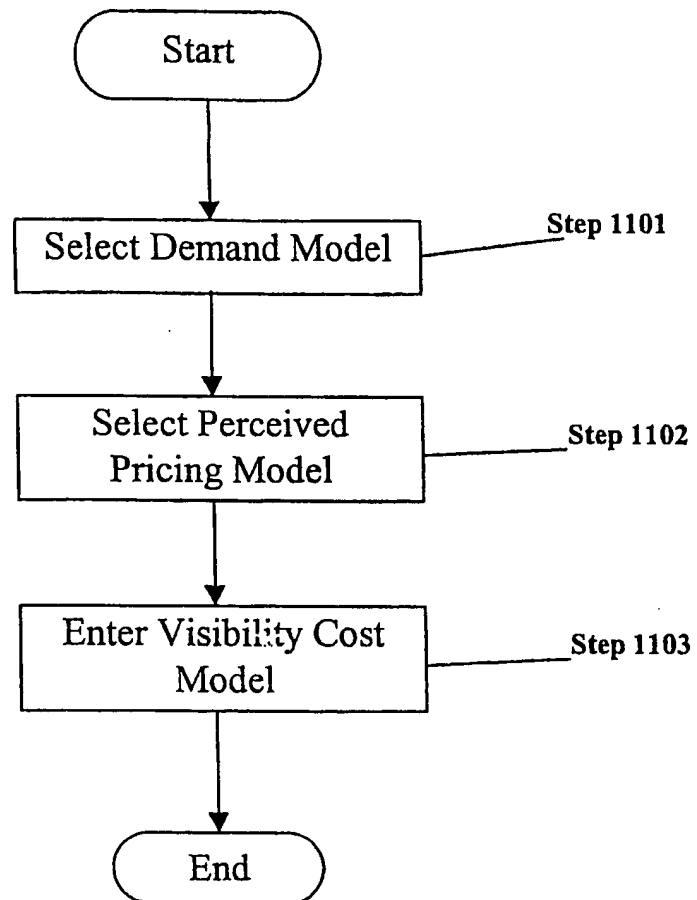 Start
Select Demand Model
Step 1101
Select Perceived
Pricing Model
Step 1102
Enter Visibility Cost
Model
Step 1103
End